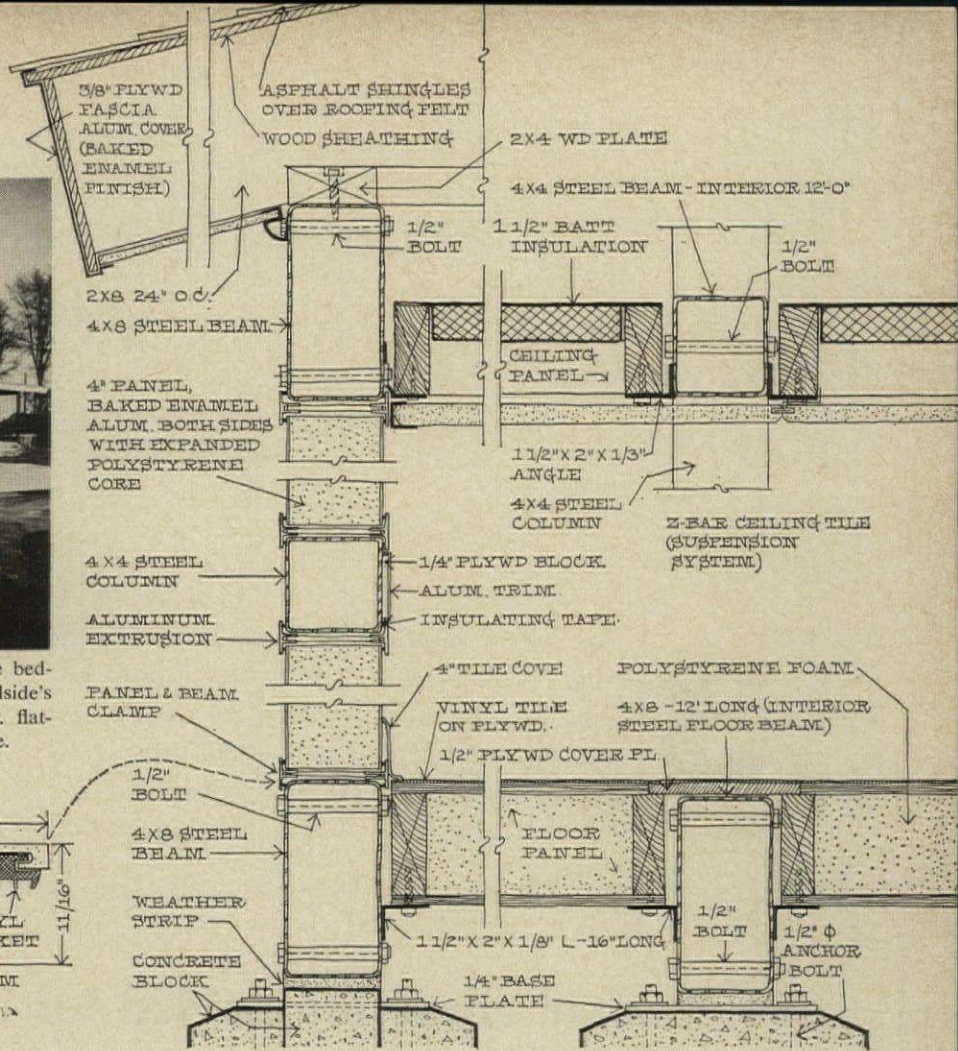 3/8" PLYWD
FASCIA
ALUM. COVER
(BAKED
ENAMEL
FINISH)
ASPHALT SHINGLES
OVER ROOFING FELT
WOOD SHEATHING
2X4 WD PLATE
4X4 STEEL BEAM - INTERIOR 12'-0"
1/2"
BOLT
1 1/2" BATT
INSULATION
1/2"
BOLT
2X8 24" O.C.
4X8 STEEL BEAM
CEILING
PANEL
4" PANEL,
BAKED ENAMEL
ALUM. BOTH SIDES
WITH EXPANDED
POLYSTYRENE
CORE
1 1/2" X 2" X 1/3"
ANGLE
4X4 STEEL
COLUMN
Z-BAR CEILING TILE
(SUSPENSION
SYSTEM)
4X4 STEEL
COLUMN
1/4" PLYWD BLOCK
ALUM. TRIM.
ALUMINUM
EXTRUSION
INSULATING TAPE.
e bed-
lside's
. flat-
e.
PANEL & BEAM
CLAMP
4" TILE COVE
POLYSTYRENE FOAM
VINYL TILE
ON PLYWD.
4X8 - 12' LONG (INTERIOR
STEEL FLOOR BEAM)
1/2" PLYWD COVER PL
1/2"
BOLT
4X8 STEEL
BEAM
FLOOR
PANEL
11/16"
YL
KET
M
WEATHER
STRIP
1 1/2" X 2" X 1/8" L - 16" LONG
1/2"
BOLT
1/2" Φ
ANCHOR
BOLT
CONCRETE
BLOCK
1/4" BASE
PLATE